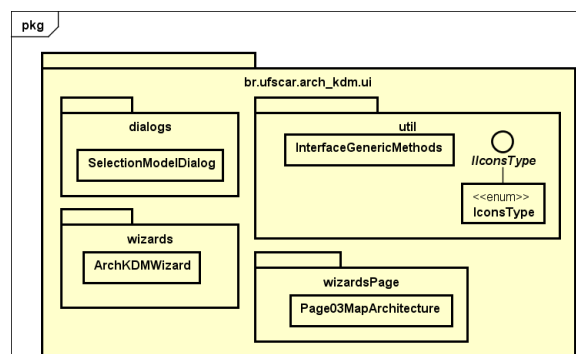 pkg
br.ufscar.arch_kdm.ui
dialogs
SelectionModelDialog
util
InterfaceGenericMethods
IIconsType
<<enum>>
IconsType
wizards
ArchKDMWizard
wizardsPage
Page03MapArchitecture